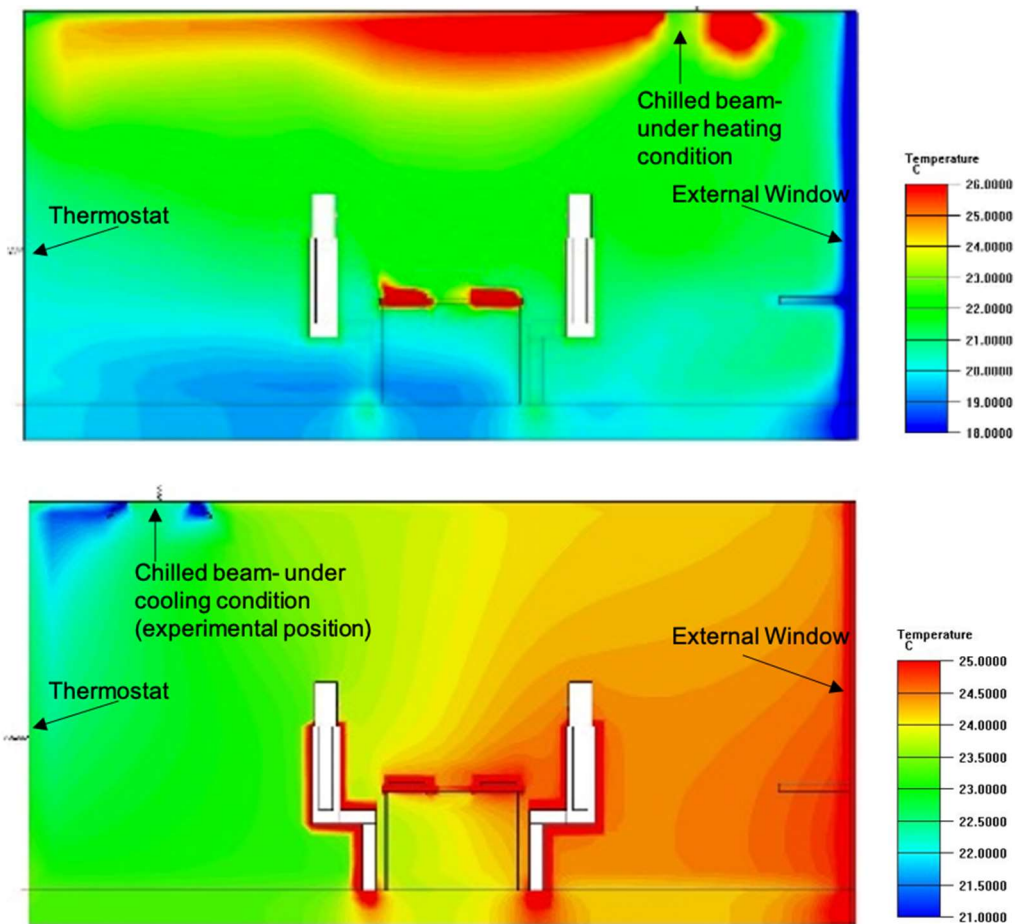 Chilled beam-
under heating
condition
External Window
Thermostat
Temperature
C
26.0000
25.0000
24.0000
23.0000
22.0000
21.0000
20.0000
19.0000
18.0000
Chilled beam- under
cooling condition
(experimental position)
External Window
Thermostat
Temperature
C
25.0000
24.5000
24.0000
23.5000
23.0000
22.5000
22.0000
21.5000
21.0000